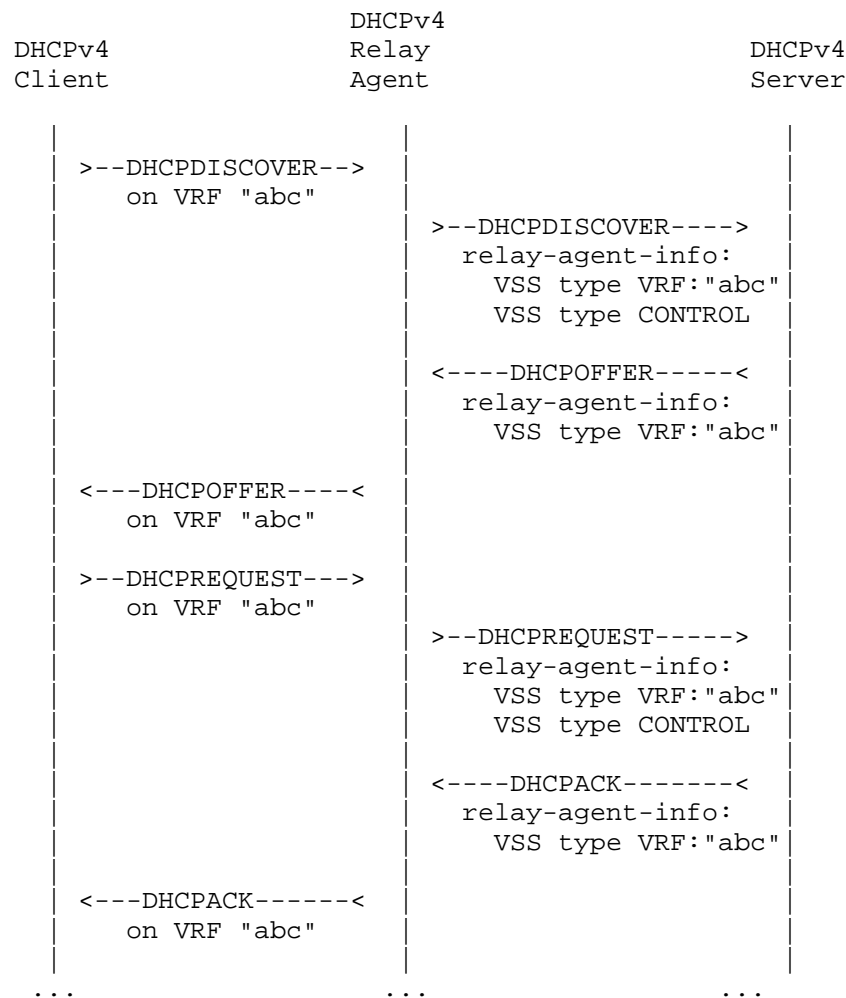 DHCPv4
DHCPv4                Relay                   DHCPv4
Client                Agent                   Server

  |                      |                       |
  | >--DHCPDISCOVER-->   |                       |
  |    on VRF "abc"      |                       |
  |                      | >--DHCPDISCOVER---->  |
  |                      |   relay-agent-info:   |
  |                      |     VSS type VRF:"abc"|
  |                      |     VSS type CONTROL  |
  |                      |                       |
  |                      | <----DHCPOFFER-----<  |
  |                      |   relay-agent-info:   |
  |                      |     VSS type VRF:"abc"|
  |                      |                       |
  | <---DHCPOFFER----<   |                       |
  |    on VRF "abc"      |                       |
  |                      |                       |
  | >--DHCPREQUEST--->   |                       |
  |    on VRF "abc"      |                       |
  |                      | >--DHCPREQUEST----->  |
  |                      |   relay-agent-info:   |
  |                      |     VSS type VRF:"abc"|
  |                      |     VSS type CONTROL  |
  |                      |                       |
  |                      | <----DHCPACK-------<  |
  |                      |   relay-agent-info:   |
  |                      |     VSS type VRF:"abc"|
  |                      |                       |
  | <---DHCPACK------<   |                       |
  |    on VRF "abc"      |                       |
  |                      |                       |
 ...                    ...                     ...